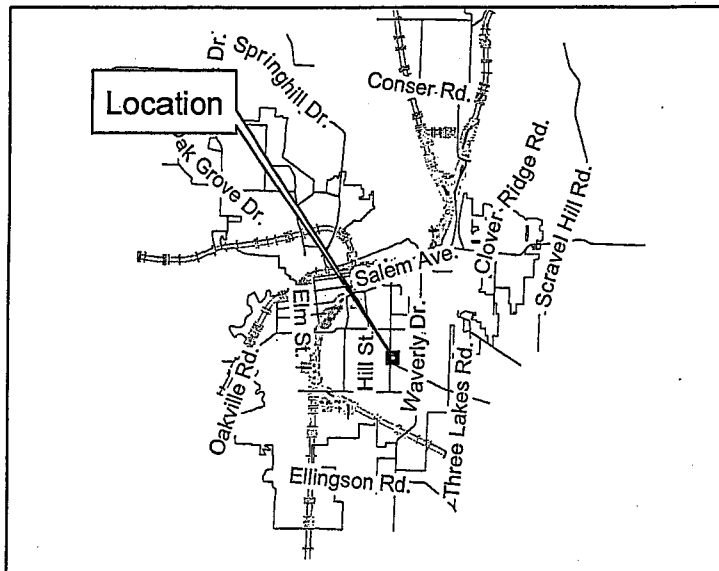 Dr.
Springhill Dr.
Conser Rd.
Location
Oak Grove Dr.
Clover Ridge Rd.
Scravel Hill Rd.
Salem Ave.
Elm St.
Hill St.
Waverly Dr.
Oakville Rd.
Three Lakes Rd.
Ellingson Rd.